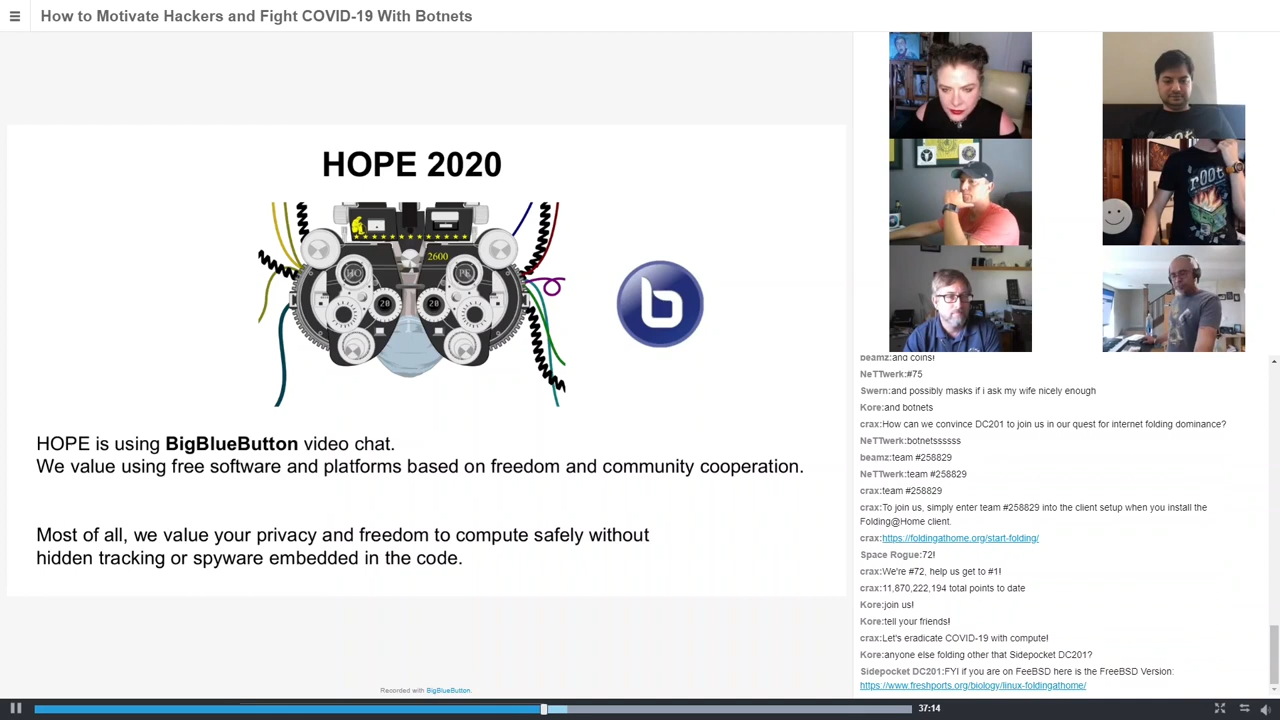 How to Motivate Hackers and Fight COVID-19 With Botnets
HOPE 2020
2600
HO
PE
20
20
b
HOPE is using BigBlueButton video chat.
We value using free software and platforms based on freedom and community cooperation.
Most of all, we value your privacy and freedom to compute safely without
hidden tracking or spyware embedded in the code.
Recorded with BigBlueButton.
root
beamz:and coins!
NeTTwerk:#75
Swern:and possibly masks if i ask my wife nicely enough
Kore:and botnets
crax:How can we convince DC201 to join us in our quest for internet folding dominance?
NeTTwerk:botnetssssss
beamz:team #258829
NeTTwerk:team #258829
crax:team #258829
crax:To join us, simply enter team #258829 into the client setup when you install the
Folding@Home client.
crax:https://foldingathome.org/start-folding/
Space Rogue:72!
crax:We're #72, help us get to #1!
crax:11,870,222,194 total points to date
Kore:join us!
Kore:tell your friends!
crax:Let's eradicate COVID-19 with compute!
Kore:anyone else folding other that Sidepocket DC201?
Sidepocket DC201:FYI if you are on FeeBSD here is the FreeBSD Version:
https://www.freshports.org/biology/linux-foldingathome/
37:14